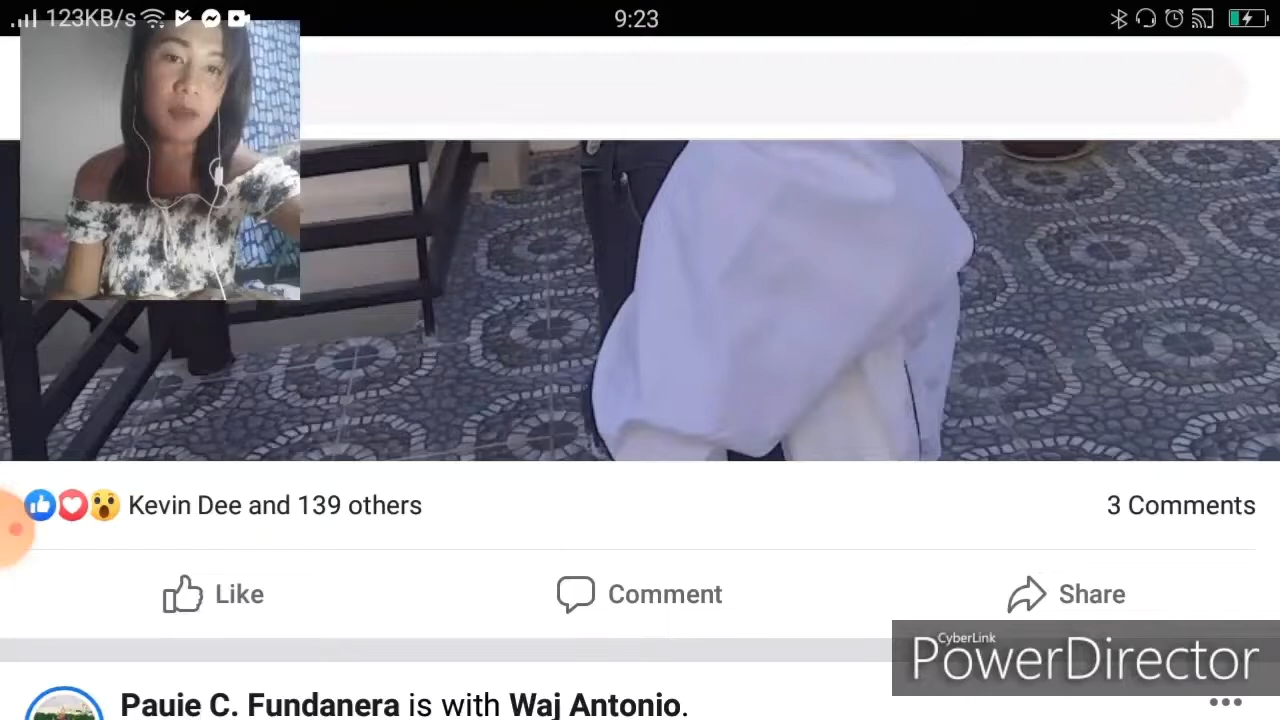 123KB/s
9:23
Kevin Dee and 139 others
3 Comments
Like
Comment
Share
CyberLink
PowerDirector
Pauie C. Fundanera is with Waj Antonio.